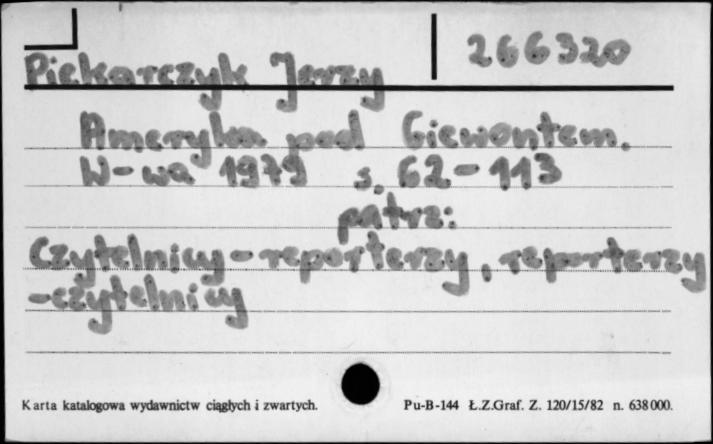 266320
Piekarczyk Jerzy
Ameryka pod Giewontem.
W-wa 1979 s. 62-113
patrz:
Czytelnicy-reporterzy, reporterzy
-czytelnicy
Karta katalogowa wydawnictw ciągłych i zwartych. Pu-B-144 Ł.Z.Graf. Z. 120/15/82 n. 638000.